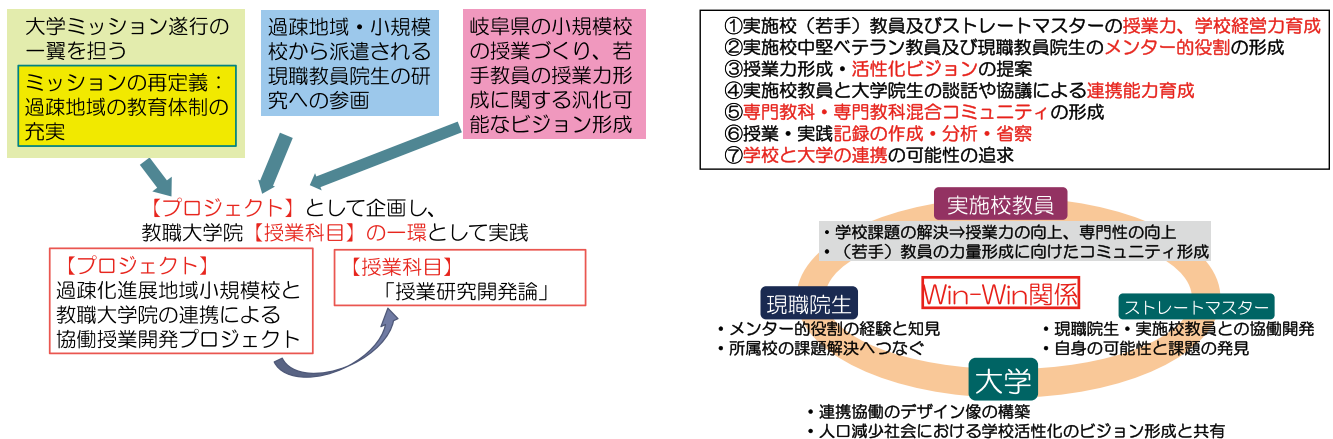 大学ミッション遂行の
一翼を担う
ミッションの再定義：
過疎地域の教育体制の
充実
過疎地域・小規模
校から派遣される
現職教員院生の研
究への参画
岐阜県の小規模校
の授業づくり、若
手教員の授業力形
成に関する汎化可
能なビジョン形成
【プロジェクト】として企画し、
教職大学院【授業科目】の一環として実践
【プロジェクト】
過疎化進展地域小規模校と
教職大学院の連携による
協働授業開発プロジェクト
【授業科目】
「授業研究開発論」
①実施校（若手）教員及びストレートマスターの授業力、学校経営力育成
②実施校中堅ベテラン教員及び現職教員院生のメンター的役割の形成
③授業力形成・活性化ビジョンの提案
④実施校教員と大学院生の談話や協議による連携能力育成
⑤専門教科・専門教科混合コミュニティの形成
⑥授業・実践記録の作成・分析・省察
⑦学校と大学の連携の可能性の追求
実施校教員
・学校課題の解決⇒授業力の向上、専門性の向上
・（若手）教員の力量形成に向けたコミュニティ形成
Win-Win関係
現職院生
・メンター的役割の経験と知見
・所属校の課題解決へつなぐ
ストレートマスター
・現職院生・実施校教員との協働開発
・自身の可能性と課題の発見
大学
・連携協働のデザイン像の構築
・人口減少社会における学校活性化のビジョン形成と共有